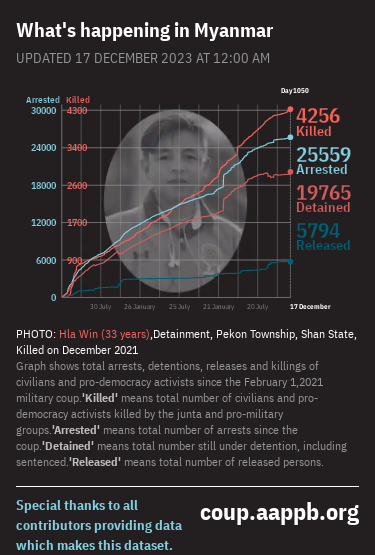 What's happening in Myanmar
UPDATED 17 DECEMBER 2023 AT 12:00 AM
Day1050
Arrested Killed
30000 4300
24000 3400
18000 2600
12000 1700
6000 900
0
4256
Killed
25559
Arrested
19765
Detained
5794
Released
30 July 26 January 25 July 21 January 20 July 17 December
PHOTO: Hla Win (33 years),Detainment, Pekon Township, Shan State,
Killed on December 2021
Graph shows total arrests, detentions, releases and killings of
civilians and pro-democracy activists since the February 1,2021
military coup.'Killed' means total number of civilians and pro-
democracy activists killed by the junta and pro-military
groups.'Arrested' means total number of arrests since the
coup.'Detained' means total number still under detention, including
sentenced.'Released' means total number of released persons.
Special thanks to all
contributors providing data
which makes this dataset.
coup.aappb.org